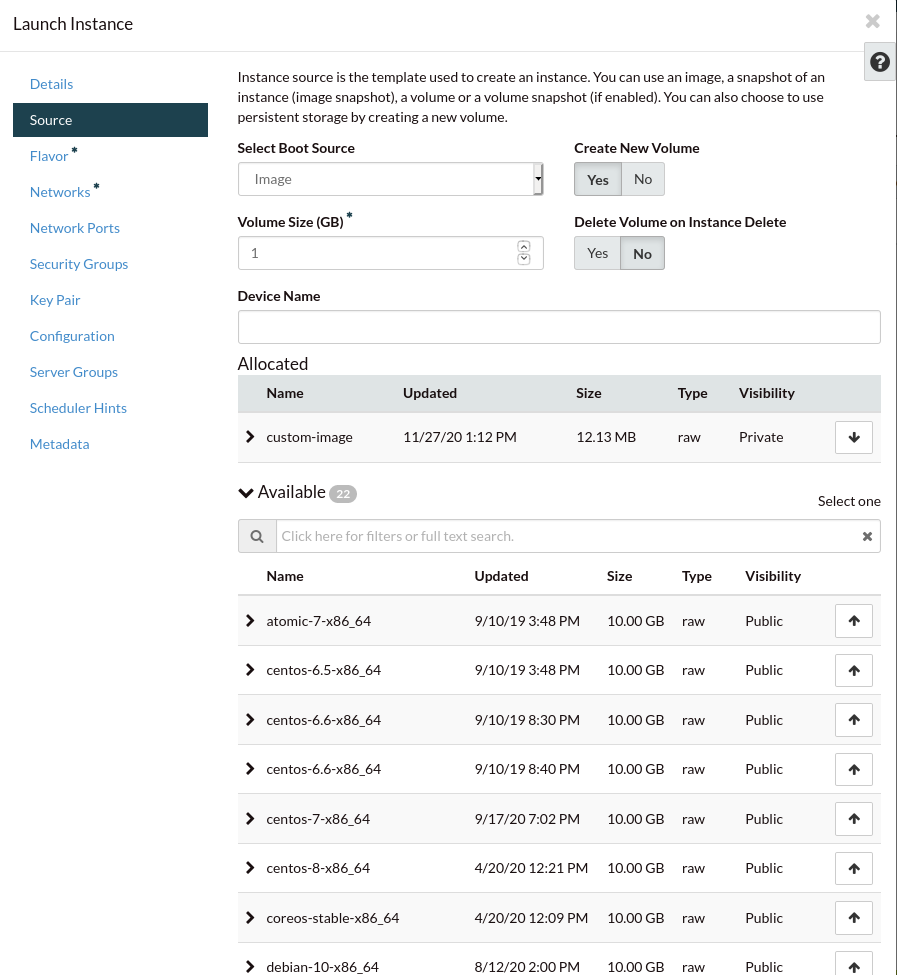 Launch Instance
Details
Source
Flavor *
Networks *
Network Ports
Security Groups
Key Pair
Configuration
Server Groups
Scheduler Hints
Metadata
Instance source is the template used to create an instance. You can use an image, a snapshot of an
instance (image snapshot), a volume or a volume snapshot (if enabled). You can also choose to use
persistent storage by creating a new volume.
Select Boot Source Create New Volume
Image Yes No
Volume Size (GB) * Delete Volume on Instance Delete
1 Yes No
Device Name
Allocated
Name Updated Size Type Visibility
custom-image 11/27/20 1:12 PM 12.13 MB raw Private
Available 22
Select one
Click here for filters or full text search.
Name Updated Size Type Visibility
atomic-7-x86_64 9/10/19 3:48 PM 10.00 GB raw Public
centos-6.5-x86_64 9/10/19 3:48 PM 10.00 GB raw Public
centos-6.6-x86_64 9/10/19 8:30 PM 10.00 GB raw Public
centos-6.6-x86_64 9/10/19 8:40 PM 10.00 GB raw Public
centos-7-x86_64 9/17/20 7:02 PM 10.00 GB raw Public
centos-8-x86_64 4/20/20 12:21 PM 10.00 GB raw Public
coreos-stable-x86_64 4/20/20 12:09 PM 10.00 GB raw Public
debian-10-x86_64 8/12/20 2:00 PM 10.00 GB raw Public